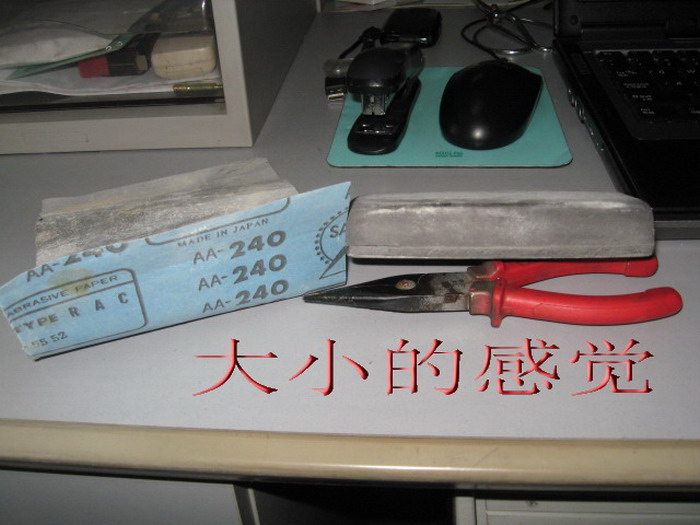 MADE IN JAPAN
AA-240
AA-240
AA-240
AA-240
SA
ABRASIVE PAPER
TYPE R A C
大小的感觉